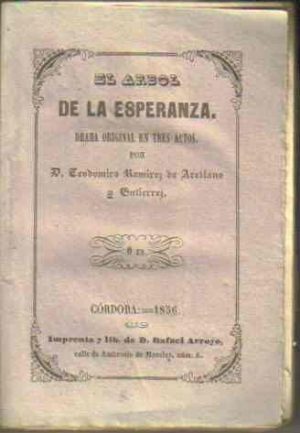 EL ARBOL
DE LA ESPERANZA.
DRAMA ORIGINAL EN TRES ACTOS.
POR
D. Teodomiro Ramirez de Arellano
y Gutierrez.
CÓRDOBA: 1856.
Imprenta y lib. de D. Rafael Arroyo,
calle de Ambrosio de Morales, núm. 8.